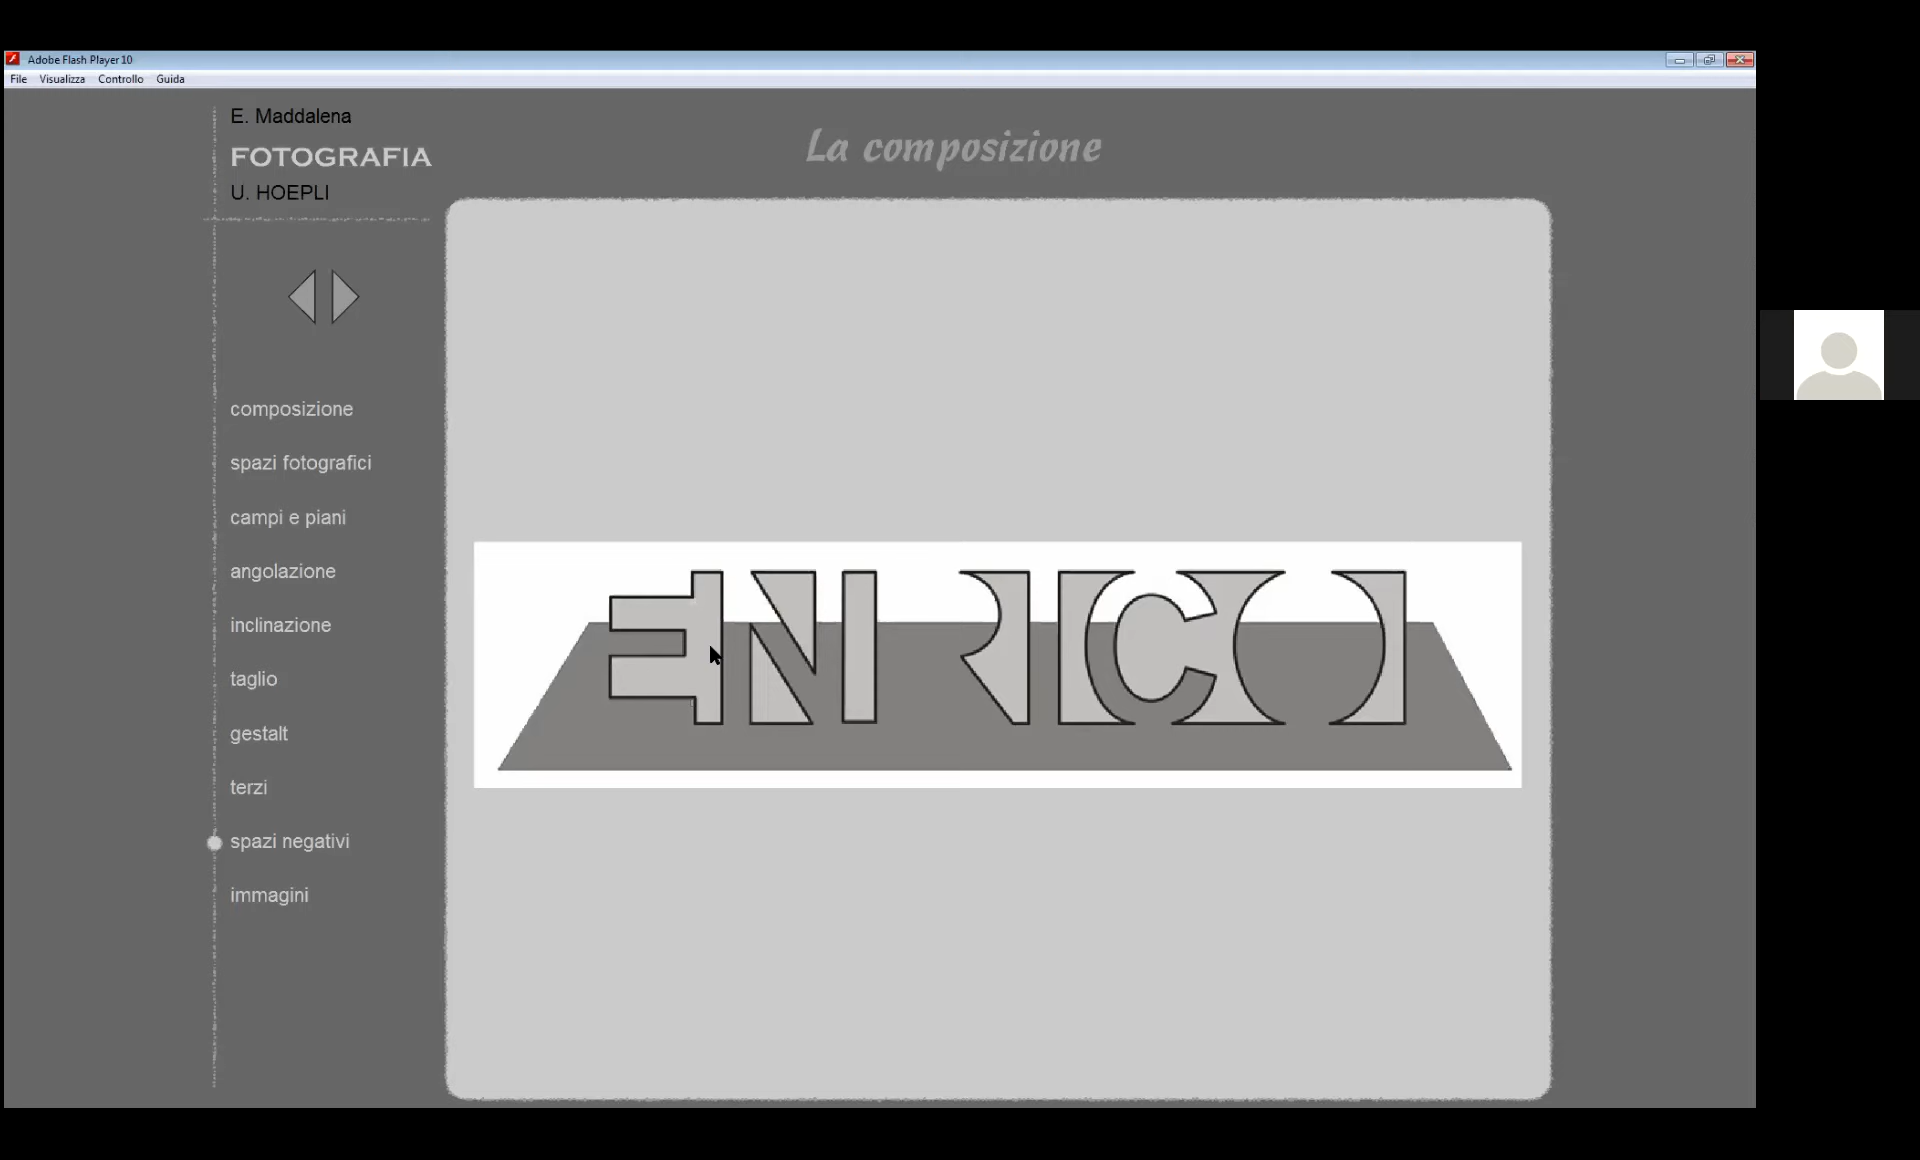 Adobe Flash Player 10
File Visualizza Controllo Guida
E. Maddalena
FOTOGRAFIA
U. HOEPLI
La composizione
composizione
spazi fotografici
campi e piani
angolazione
inclinazione
taglio
gestalt
terzi
spazi negativi
immagini
ENRICO